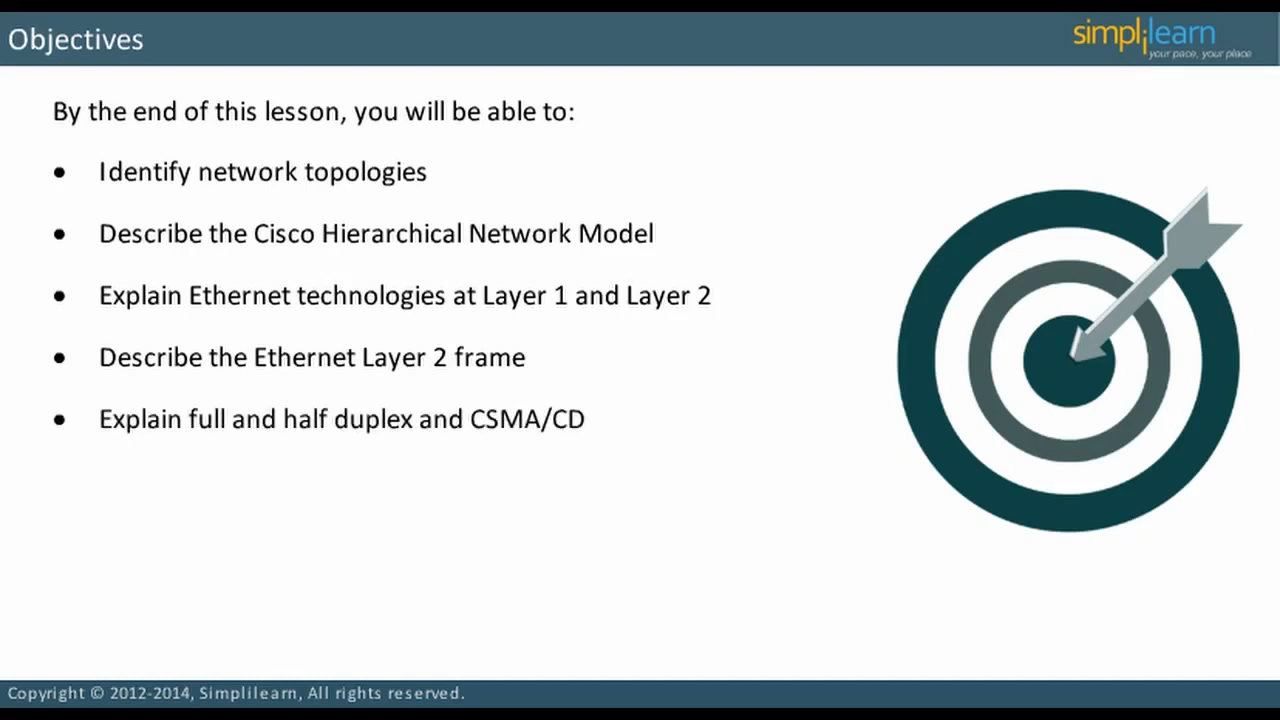 Objectives
simplilearn
your pace, your place
By the end of this lesson, you will be able to:
• Identify network topologies
• Describe the Cisco Hierarchical Network Model
• Explain Ethernet technologies at Layer 1 and Layer 2
• Describe the Ethernet Layer 2 frame
• Explain full and half duplex and CSMA/CD
Copyright © 2012-2014, Simplilearn, All rights reserved.